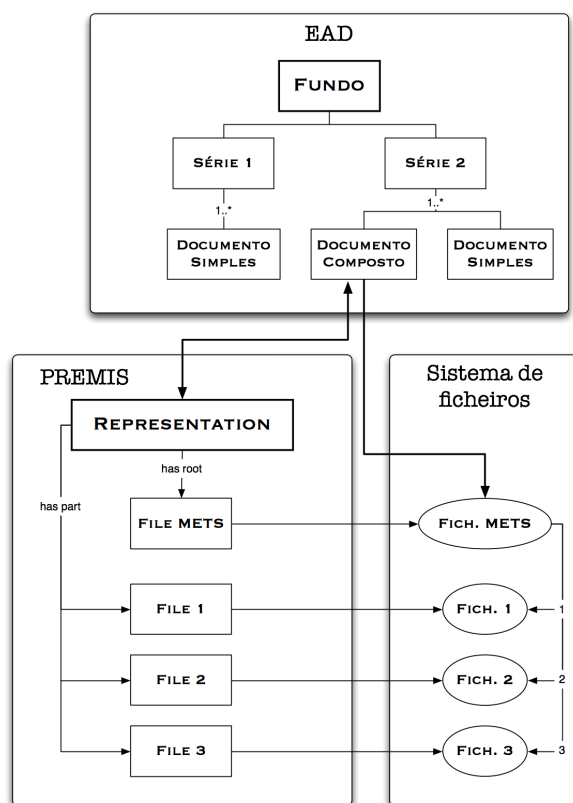 EAD
FUNDO
SÉRIE 1
SÉRIE 2
1..*
1..*
DOCUMENTO
SIMPLES
DOCUMENTO
COMPOSTO
DOCUMENTO
SIMPLES
PREMIS
REPRESENTATION
has root
has part
FILE METS
FILE 1
FILE 2
FILE 3
Sistema de
ficheiros
FICH. METS
FICH. 1
1
FICH. 2
2
FICH. 3
3